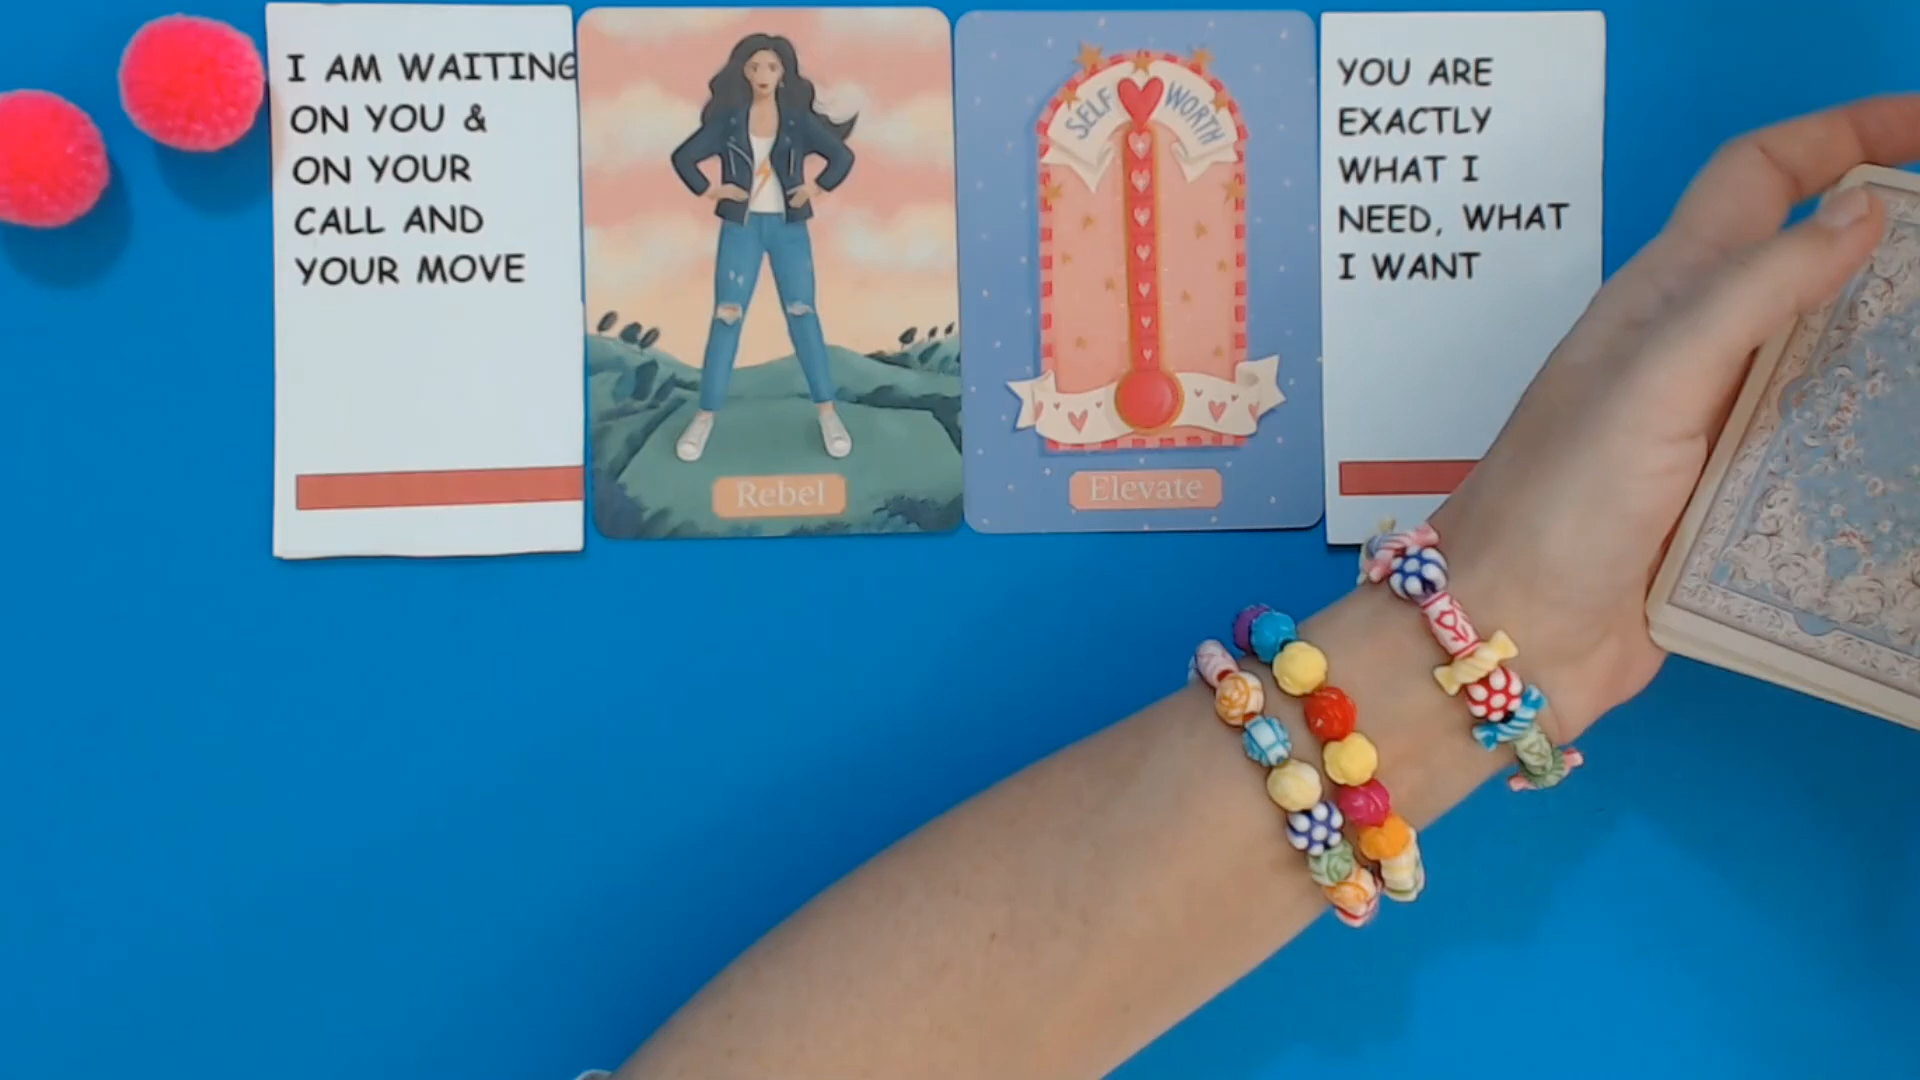 I AM WAITING
ON YOU &
ON YOUR
CALL AND
YOUR MOVE
Rebel
SELF WORTH
Elevate
YOU ARE
EXACTLY
WHAT I
NEED, WHAT
I WANT